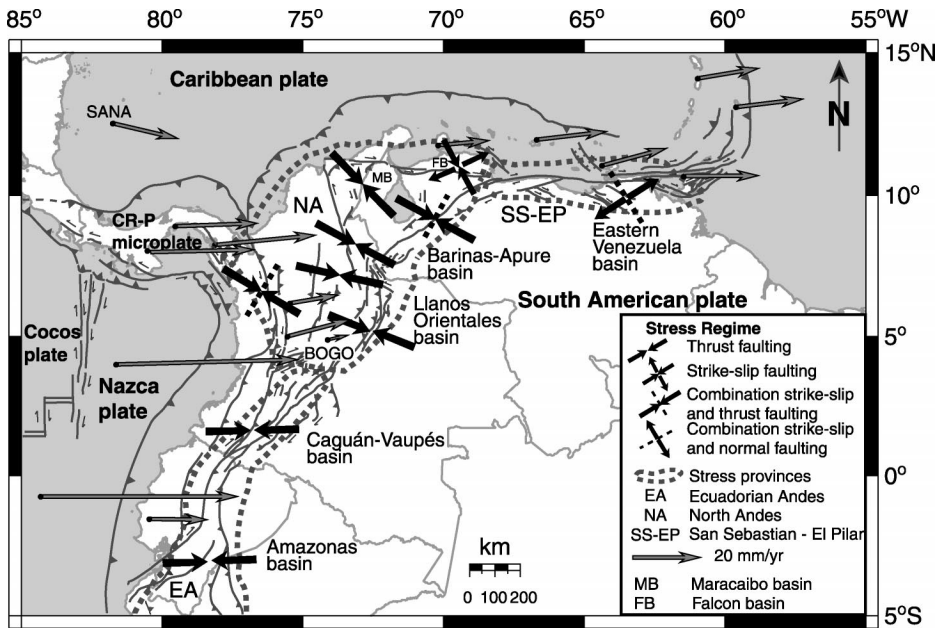 85°
80°
75°
70°
65°
60°
55°W
15°N
10°
5°
0°
5°S
Caribbean plate
SANA
N
MB
FB
NA
SS-EP
CR-P
microplate
Eastern
Venezuela
basin
Barinas-Apure
basin
South American plate
Llanos
Orientales
basin
Cocos
plate
BOGO
Nazca
plate
Caguán-Vaupés
basin
Amazonas
basin
EA
km
0 100 200
Stress Regime
Thrust faulting
Strike-slip faulting
Combination strike-slip
and thrust faulting
Combination strike-slip
and normal faulting
Stress provinces
EA Ecuadorian Andes
NA North Andes
SS-EP San Sebastian - El Pilar
20 mm/yr
MB Maracaibo basin
FB Falcon basin